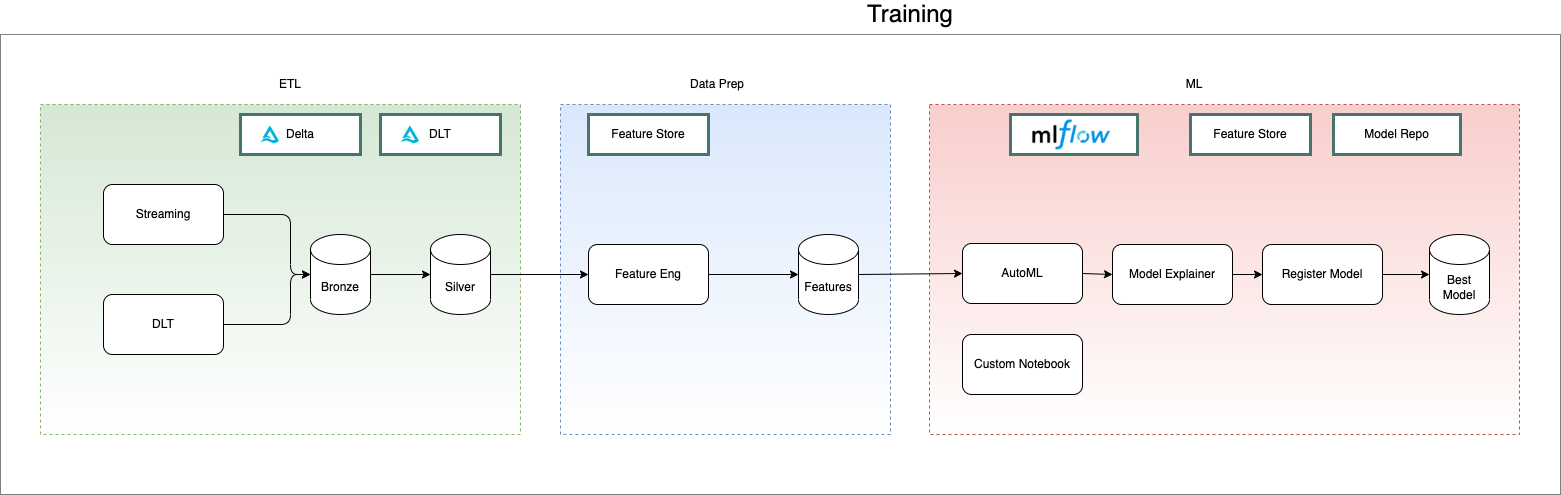 Training
ETL
Data Prep
ML
Delta
DLT
Feature Store
mlflow
Feature Store
Model Repo
Streaming
DLT
Bronze
Silver
Feature Eng
Features
AutoML
Model Explainer
Register Model
Best
Model
Custom Notebook